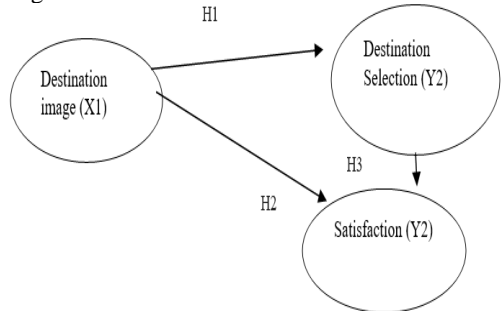 H1
Destination
image (X1)
Destination
Selection (Y2)
H3
H2
Satisfaction (Y2)